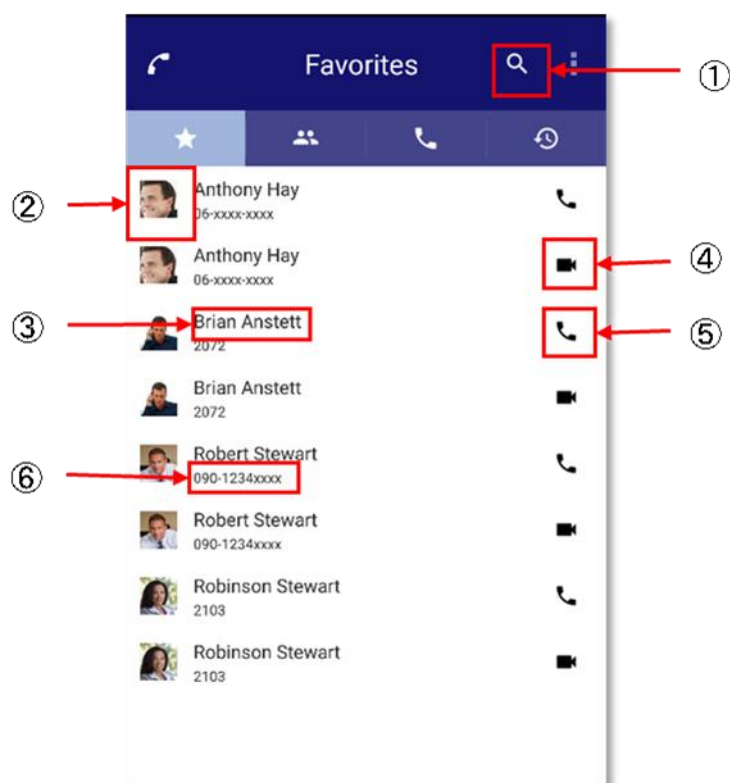 Favorites
①
②
Anthony Hay
06-xxxx-xxxx
Anthony Hay
06-xxxx-xxxx
④
③
Brian Anstett
2072
⑤
Brian Anstett
2072
Robert Stewart
090-1234xxxx
⑥
Robert Stewart
090-1234xxxx
Robinson Stewart
2103
Robinson Stewart
2103